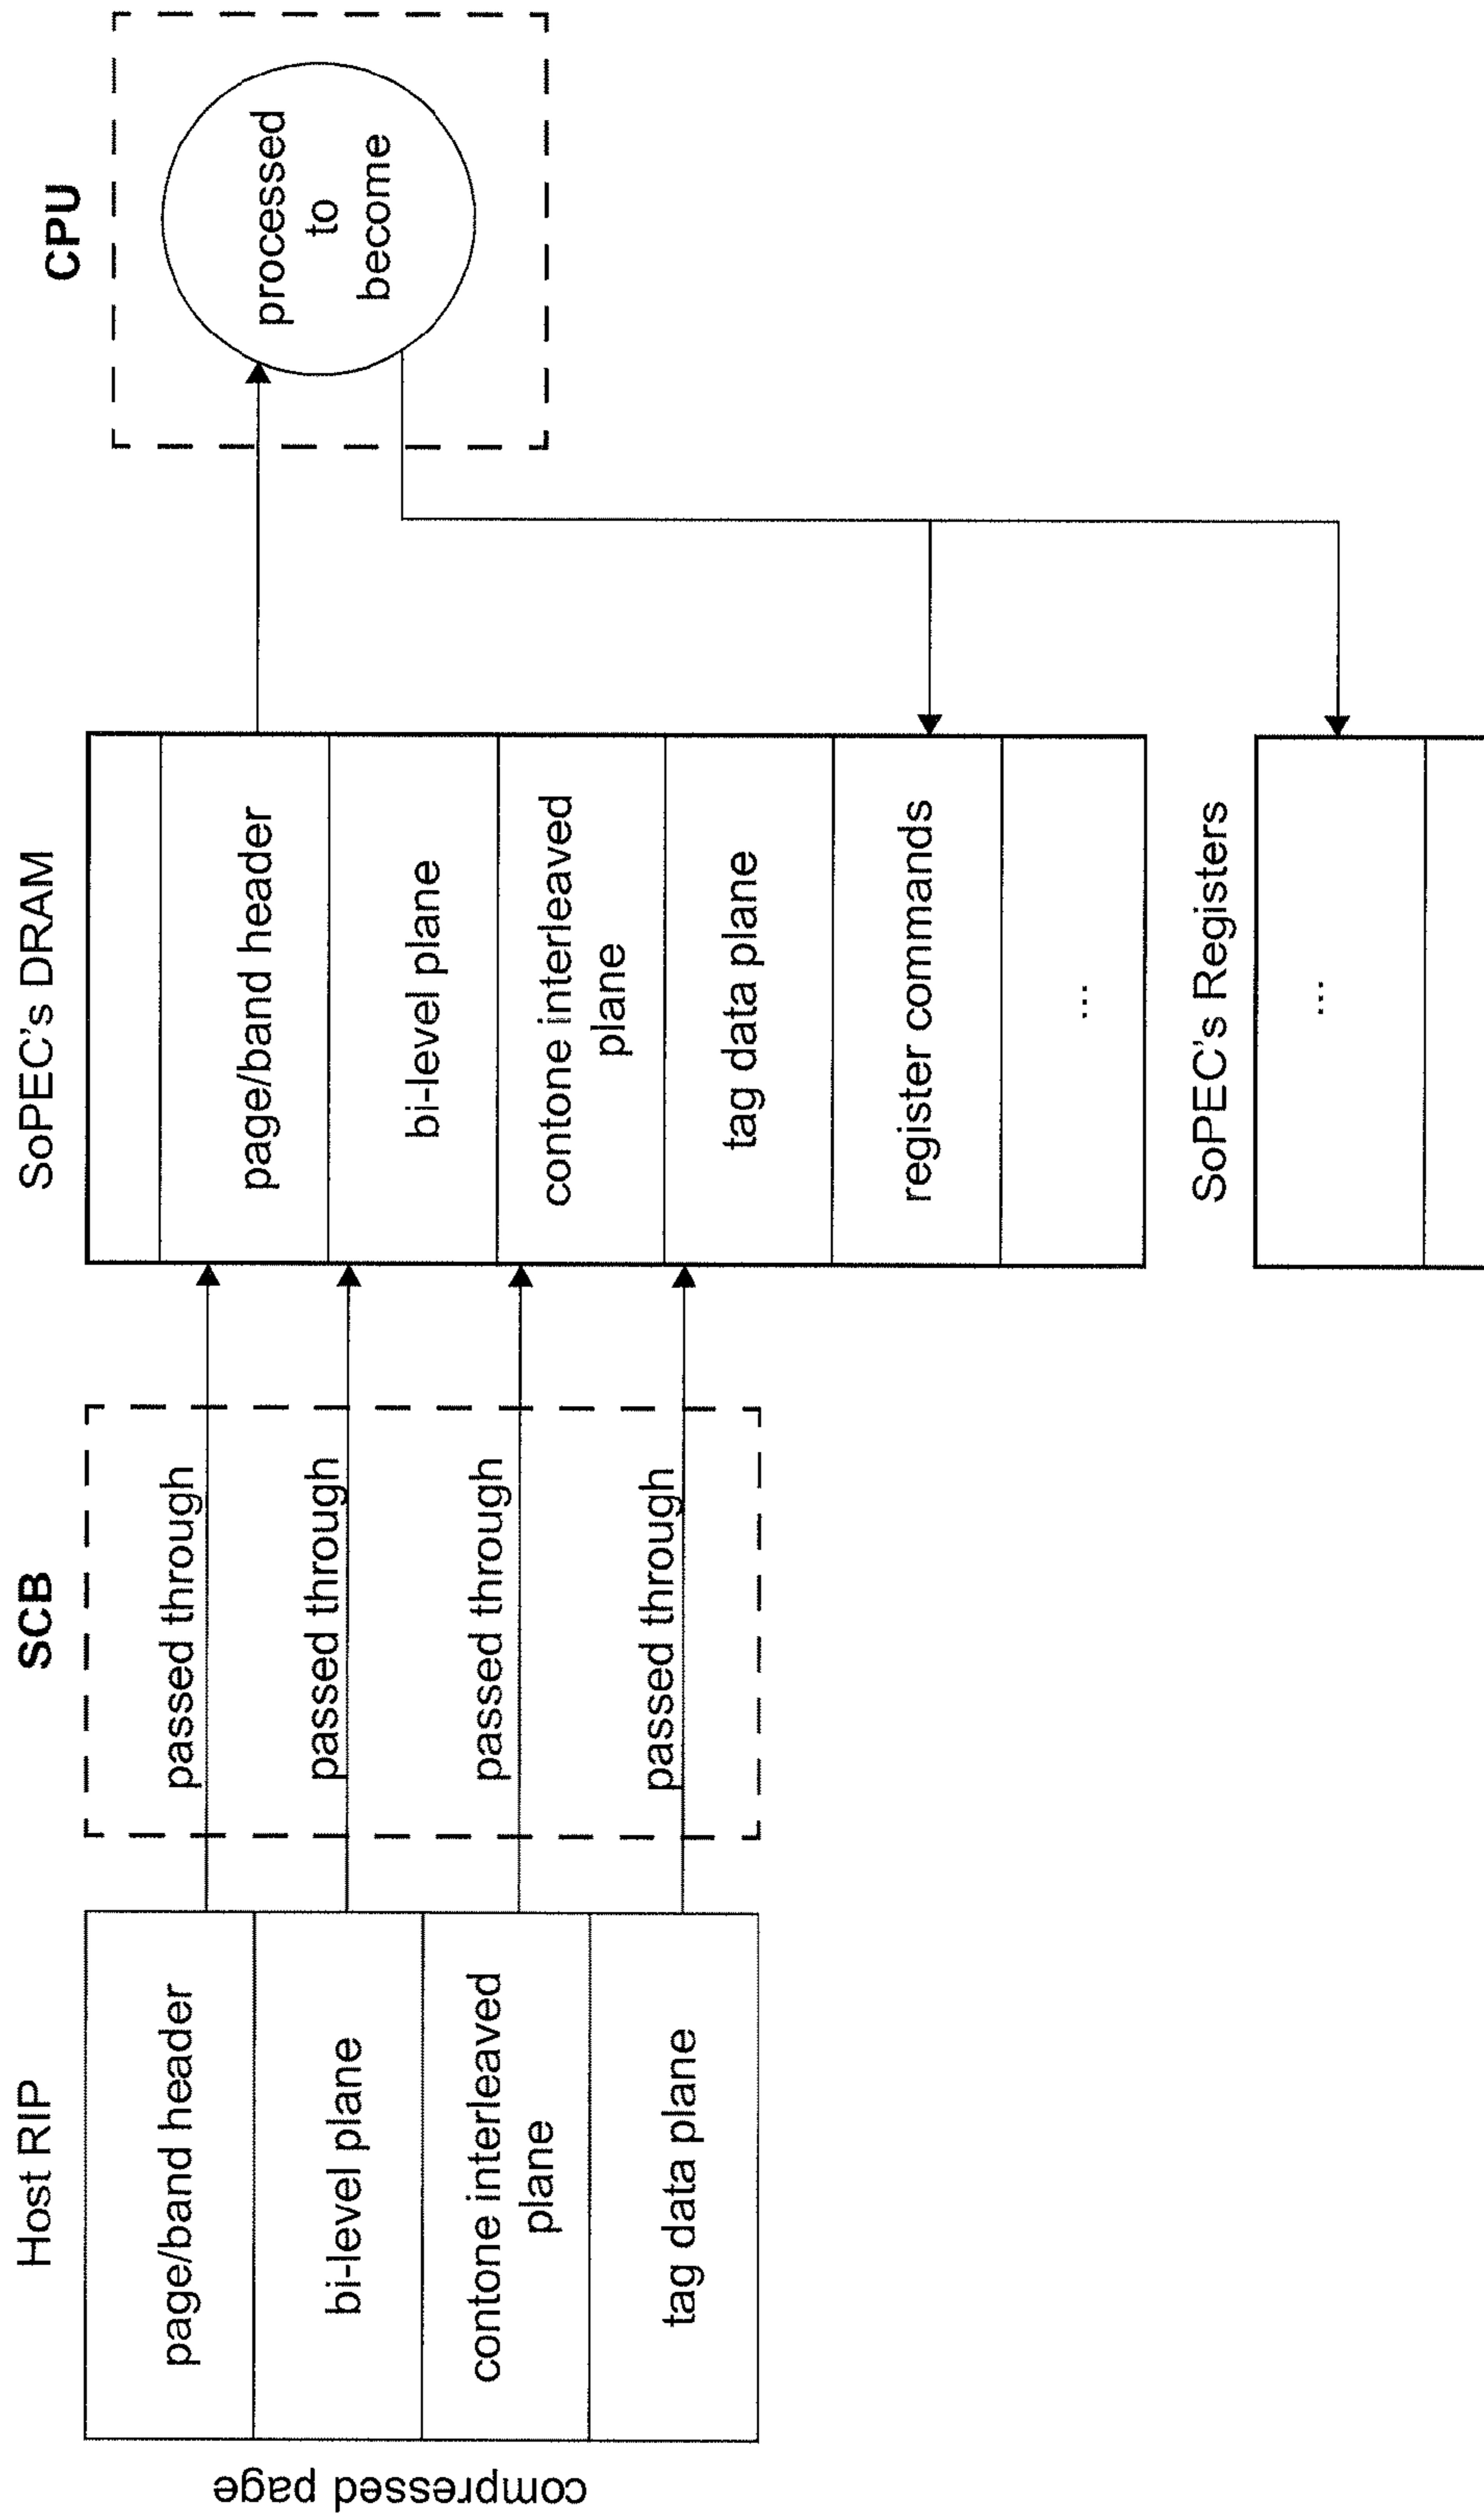 Host RIP
compressed page
page/band header
bi-level plane
contone interleaved
plane
tag data plane
SCB
passed through
passed through
passed through
passed through
SoPEC's DRAM
page/band header
bi-level plane
contone interleaved
plane
tag data plane
register commands
...
SoPEC's Registers
...
CPU
processed
to
become